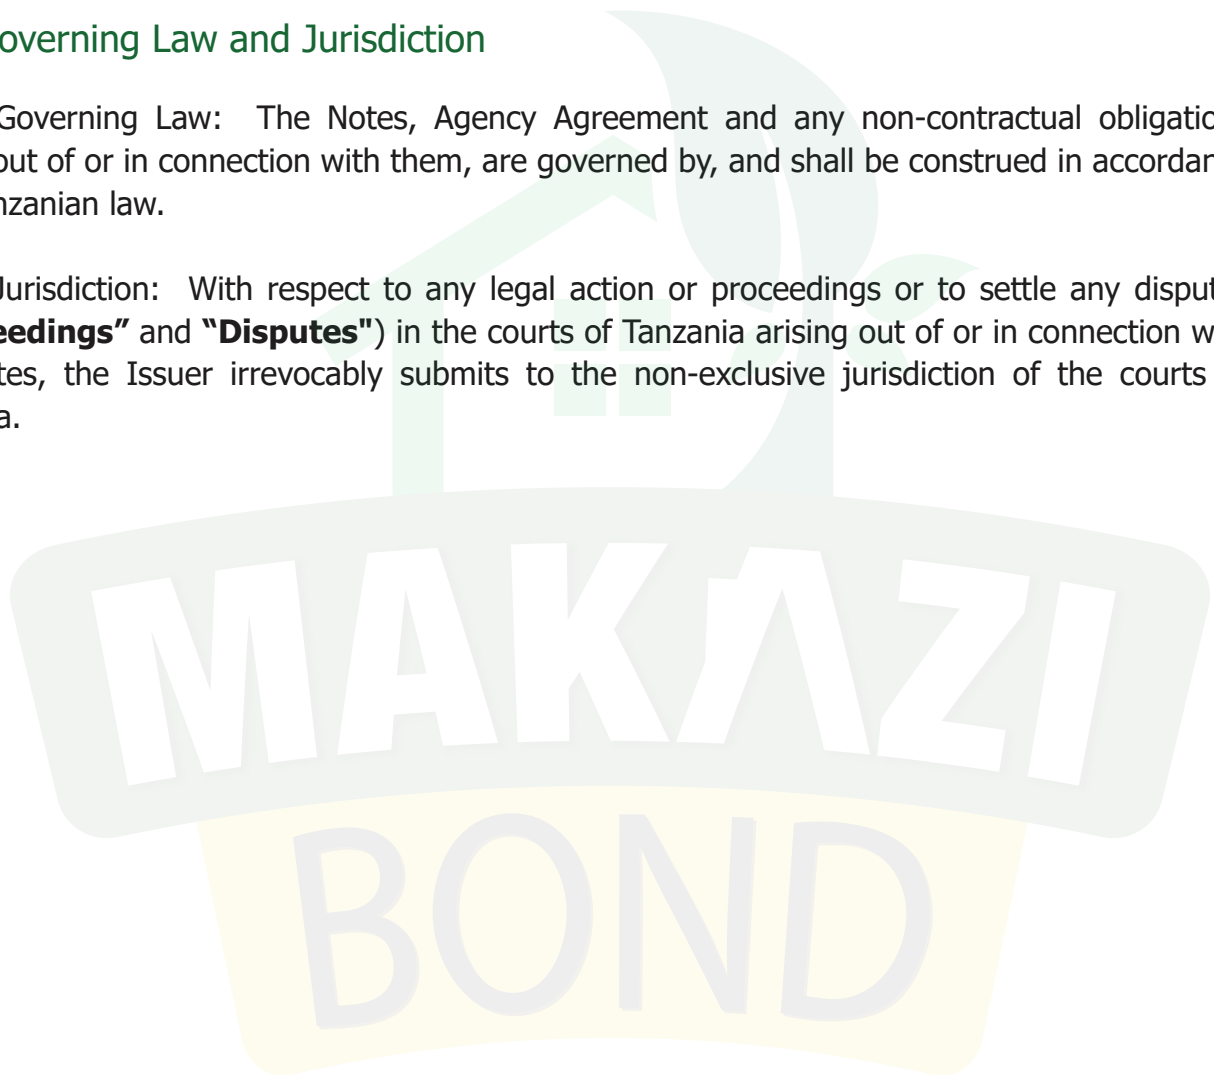 overning Law and Jurisdiction
Governing Law: The Notes, Agency Agreement and any non-contractual obligatio
out of or in connection with them, are governed by, and shall be construed in accordan
nzanian law.
Jurisdiction: With respect to any legal action or proceedings or to settle any disput
eedings” and “Disputes") in the courts of Tanzania arising out of or in connection w
tes, the Issuer irrevocably submits to the non-exclusive jurisdiction of the courts
a.
MAKAZI
BOND